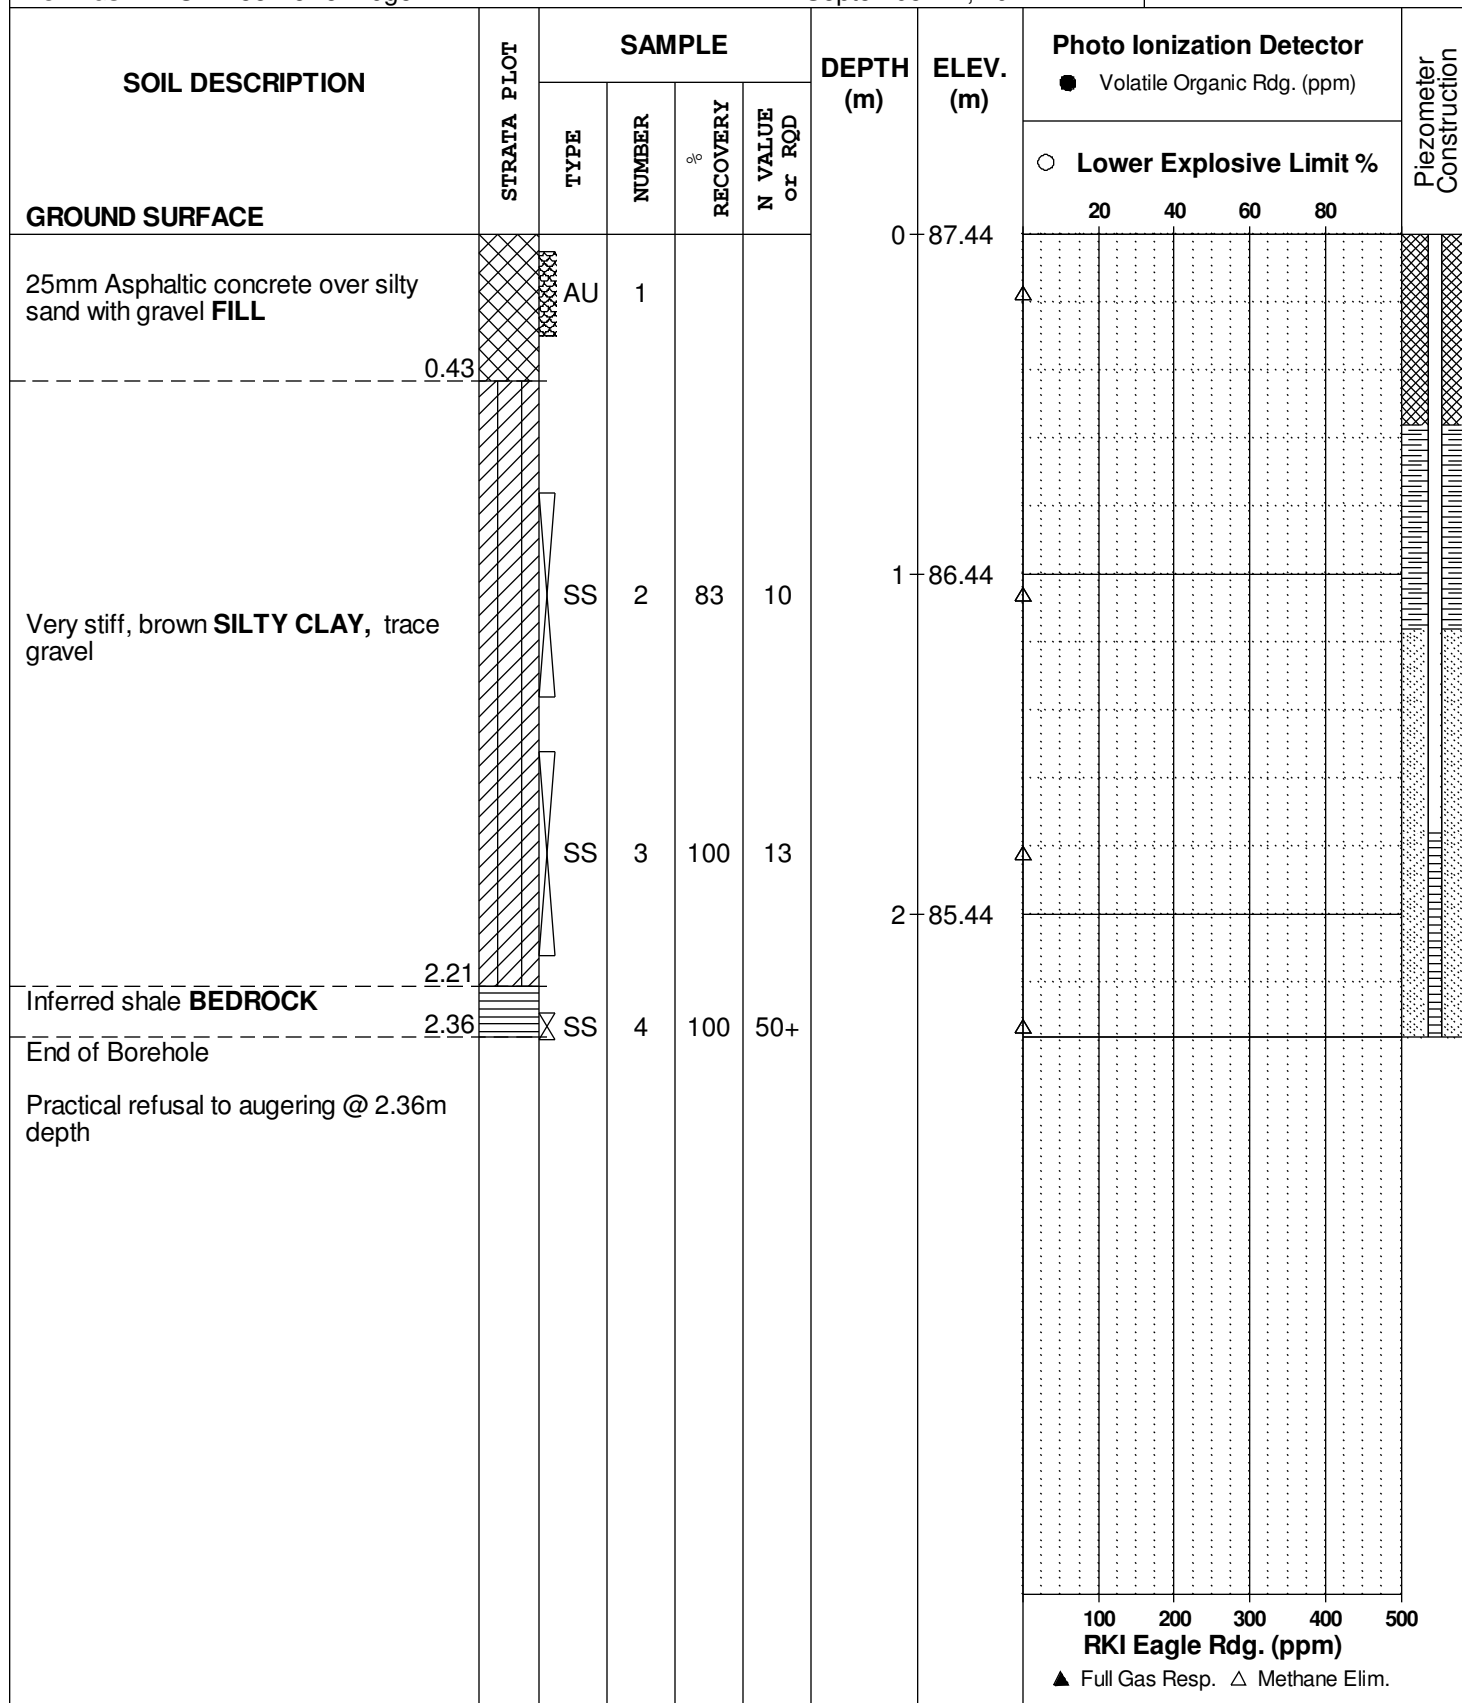 SOIL DESCRIPTION
GROUND SURFACE
STRATA PLOT
SAMPLE
TYPE
NUMBER
% RECOVERY
N VALUE
or RQD
DEPTH
(m)
ELEV.
(m)
Photo Ionization Detector
● Volatile Organic Rdg. (ppm)
○ Lower Explosive Limit %
20 40 60 80
Piezometer
Construction
0 87.44
25mm Asphaltic concrete over silty
sand with gravel FILL
AU 1
0.43
1 86.44
SS 2 83 10
Very stiff, brown SILTY CLAY, trace
gravel
SS 3 100 13
2 85.44
2.21
Inferred shale BEDROCK
2.36
SS 4 100 50+
End of Borehole
Practical refusal to augering @ 2.36m
depth
100 200 300 400 500
RKI Eagle Rdg. (ppm)
▲ Full Gas Resp. △ Methane Elim.